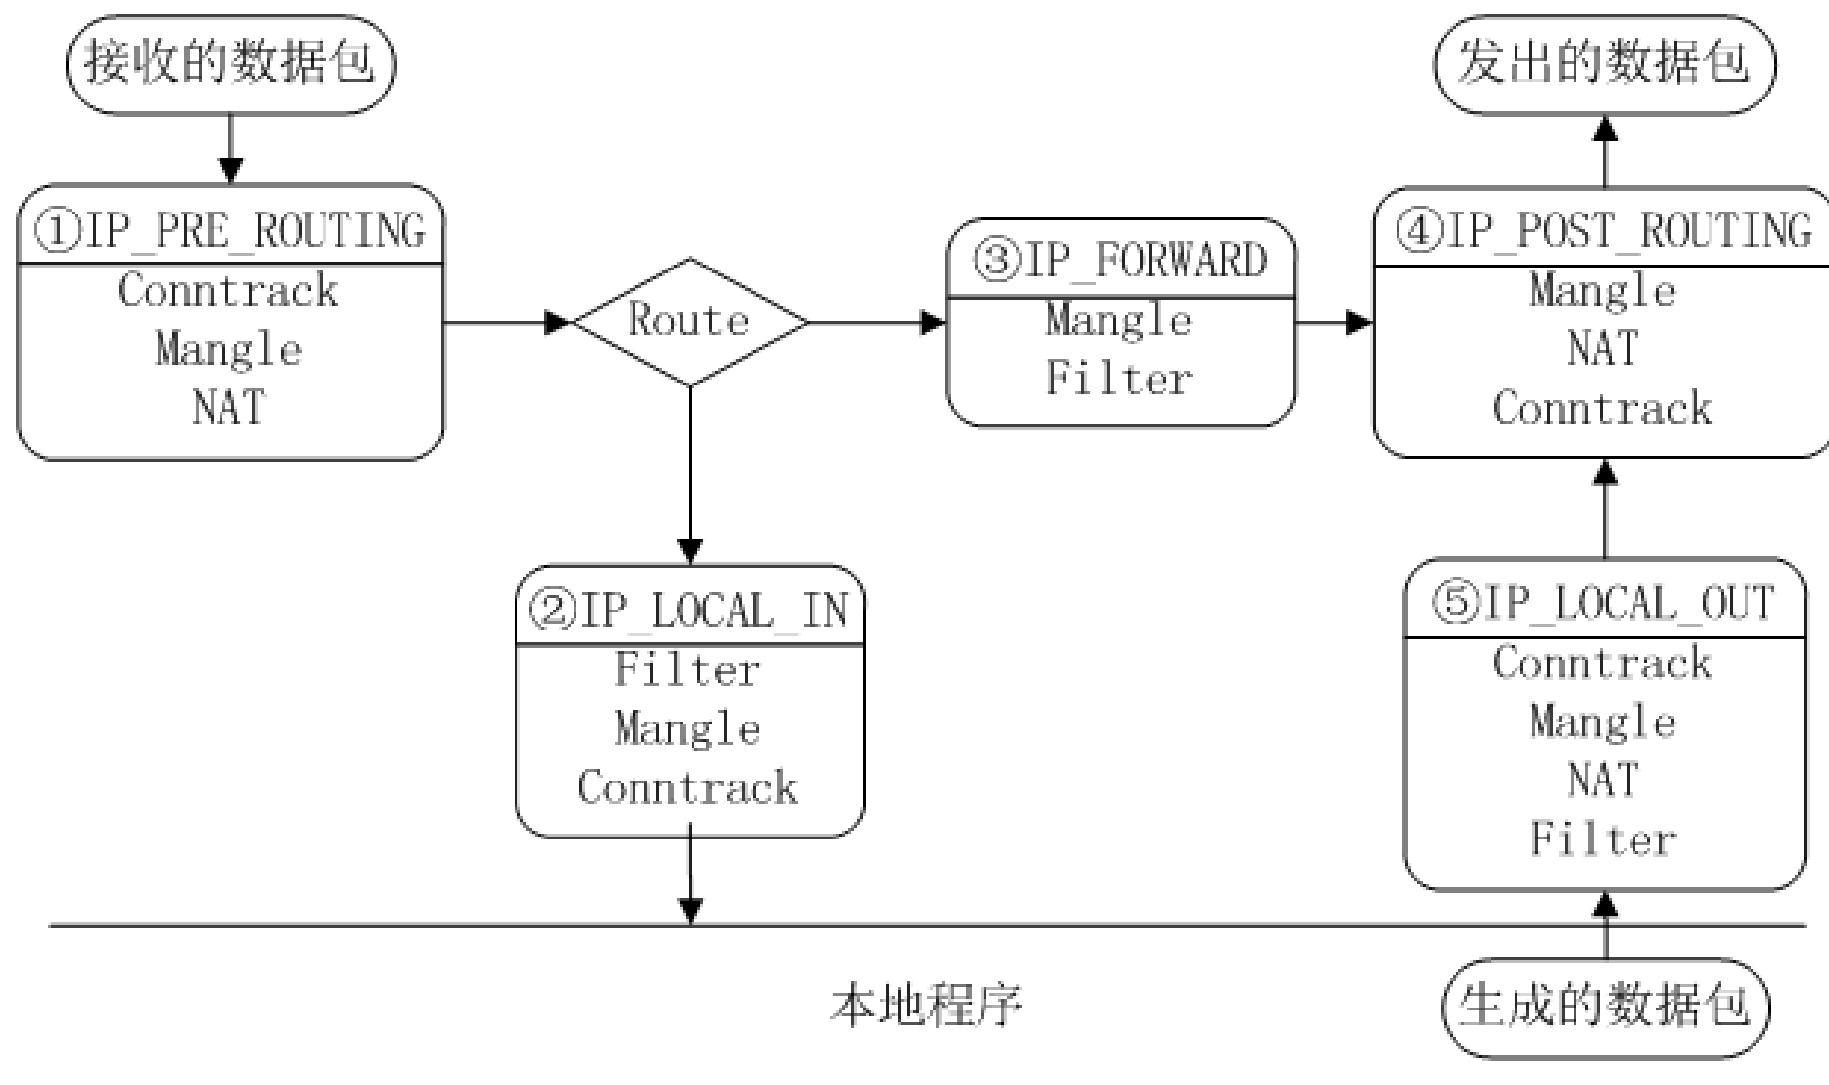 接收的数据包
发出的数据包
①IP_PRE_ROUTING
Conntrack
Mangle
NAT
Route
③IP_FORWARD
Mangle
Filter
④IP_POST_ROUTING
Mangle
NAT
Conntrack
②IP_LOCAL_IN
Filter
Mangle
Conntrack
⑤IP_LOCAL_OUT
Conntrack
Mangle
NAT
Filter
本地程序
生成的数据包